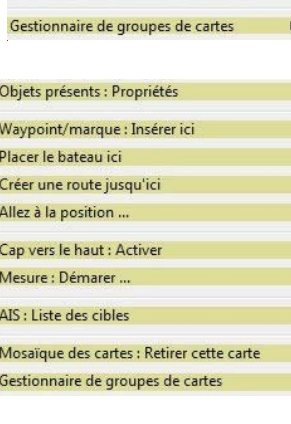 Gestionnaire de groupes de cartes
Objets présents : Propriétés
Waypoint/marque : Insérer ici
Placer le bateau ici
Créer une route jusqu'ici
Allez à la position ...
Cap vers le haut : Activer
Mesure : Démarer ...
AIS : Liste des cibles
Mosaïque des cartes : Retirer cette carte
Gestionnaire de groupes de cartes